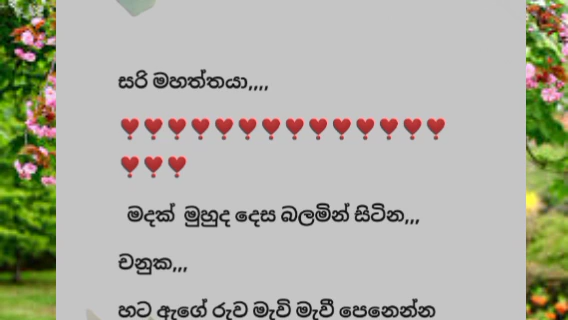 සරි මහත්තයා,,,,
❣❣❣❣❣❣❣❣❣❣❣❣❣❣
❣❣❣
මදක් මුහුද දෙස බලමින් සිටින,,,
චනුක,,,
හට ඇගේ රුව මැවි මැවී පෙනෙන්න